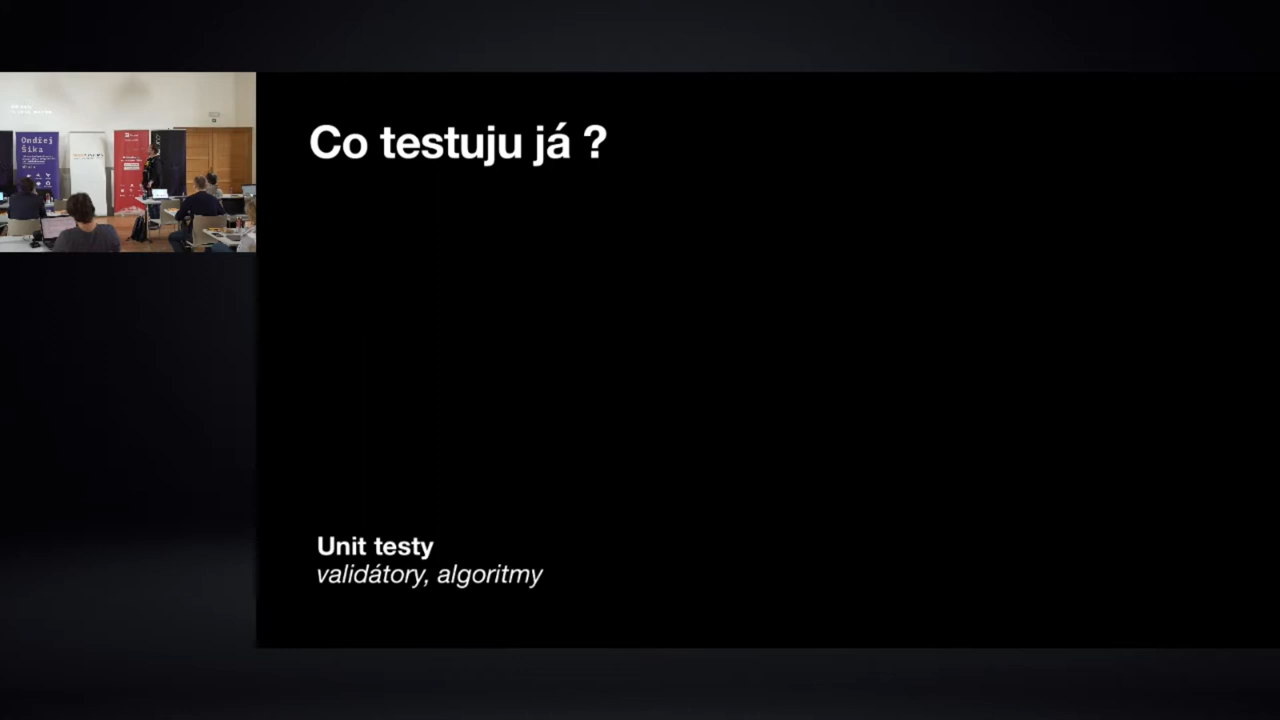 Ondřej
Šika
Co testuju já ?
Unit testy
validátory, algoritmy